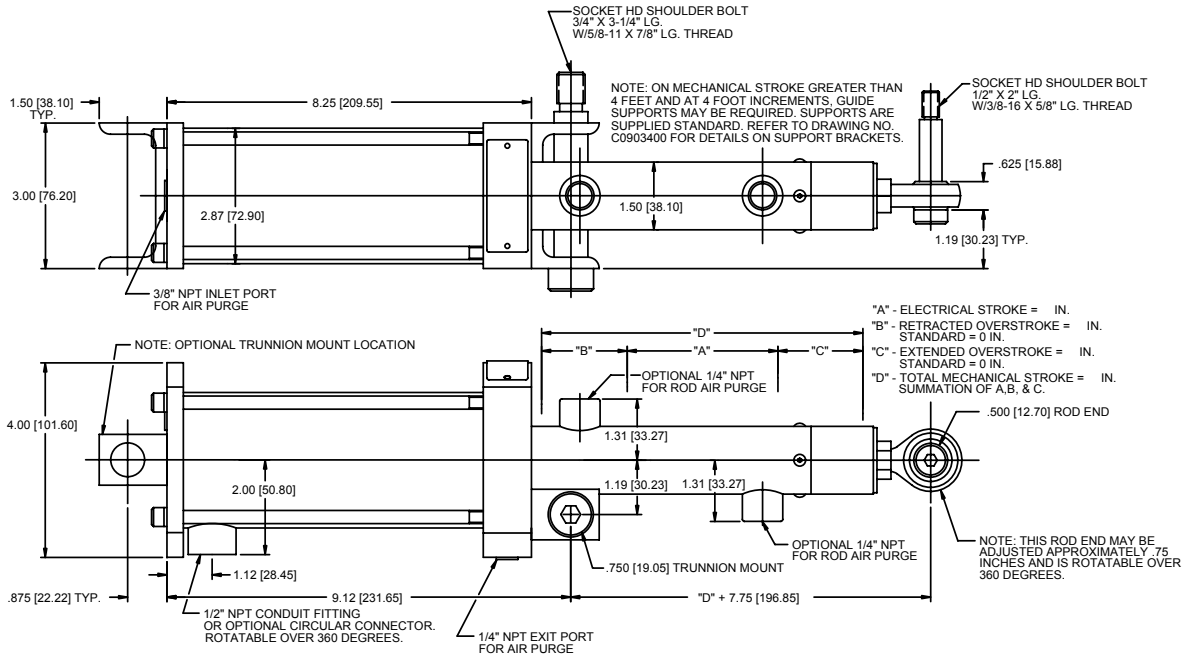 SOCKET HD SHOULDER BOLT
3/4" X 3-1/4" LG.
W/5/8-11 X 7/8" LG. THREAD
1.50 [38.10]
TYP.
8.25 [209.55]
NOTE: ON MECHANICAL STROKE GREATER THAN
4 FEET AND AT 4 FOOT INCREMENTS, GUIDE
SUPPORTS MAY BE REQUIRED. SUPPORTS ARE
SUPPLIED STANDARD. REFER TO DRAWING NO.
C0903400 FOR DETAILS ON SUPPORT BRACKETS.
SOCKET HD SHOULDER BOLT
1/2" X 2" LG.
W/3/8-16 X 5/8" LG. THREAD
.625 [15.88]
3.00 [76.20]
2.87 [72.90]
1.50 [38.10]
1.19 [30.23] TYP.
3/8" NPT INLET PORT
FOR AIR PURGE
"A" - ELECTRICAL STROKE = IN.
"B" - RETRACTED OVERSTROKE = IN.
STANDARD = 0 IN.
"C" - EXTENDED OVERSTROKE = IN.
STANDARD = 0 IN.
"D" - TOTAL MECHANICAL STROKE = IN.
SUMMATION OF A,B, & C.
NOTE: OPTIONAL TRUNNION MOUNT LOCATION
"D"
"B"
"A"
"C"
OPTIONAL 1/4" NPT
FOR ROD AIR PURGE
.500 [12.70] ROD END
4.00 [101.60]
1.31 [33.27]
2.00 [50.80]
1.19 [30.23]
1.31 [33.27]
OPTIONAL 1/4" NPT
FOR ROD AIR PURGE
NOTE: THIS ROD END MAY BE
ADJUSTED APPROXIMATELY .75
INCHES AND IS ROTATABLE OVER
360 DEGREES.
.750 [19.05] TRUNNION MOUNT
1.12 [28.45]
.875 [22.22] TYP.
9.12 [231.65]
"D" + 7.75 [196.85]
1/2" NPT CONDUIT FITTING
OR OPTIONAL CIRCULAR CONNECTOR.
ROTATABLE OVER 360 DEGREES.
1/4" NPT EXIT PORT
FOR AIR PURGE